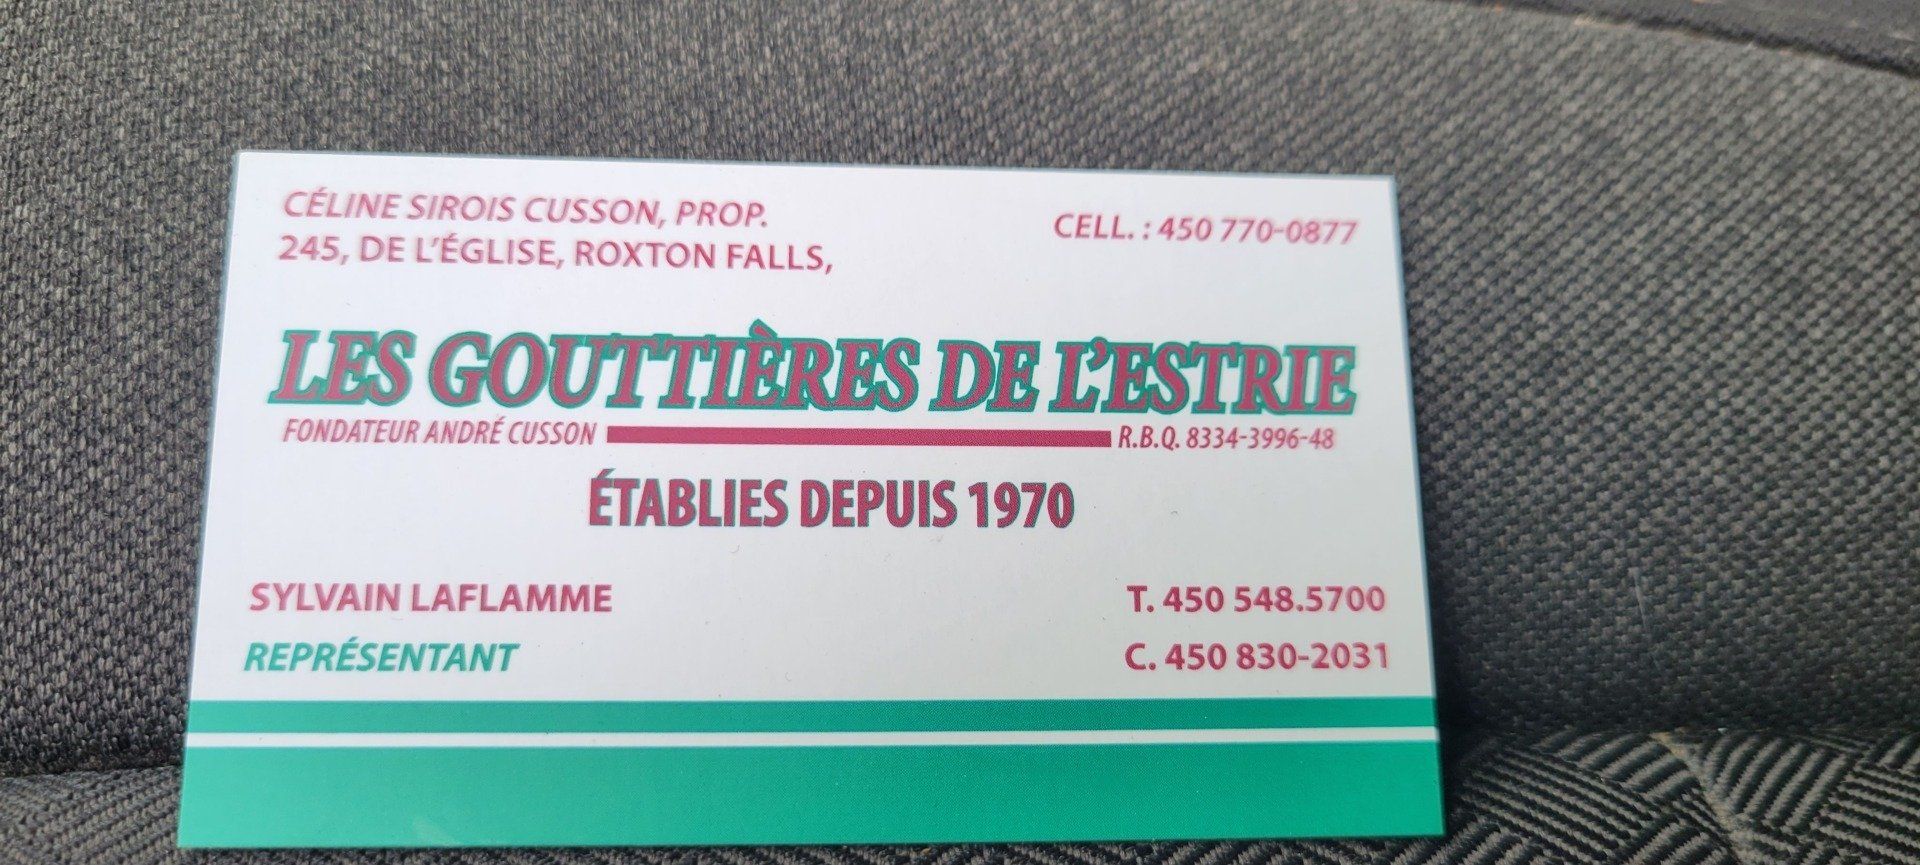 CÉLINE SIROIS CUSSON, PROP.
245, DE L'ÉGLISE, ROXTON FALLS,
CELL. : 450 770-0877
LES GOUTTIÈRES DE L'ESTRIE
FONDATEUR ANDRÉ CUSSON
R.B.Q. 8334-3996-48
ÉTABLIES DEPUIS 1970
SYLVAIN LAFLAMME
REPRÉSENTANT
T. 450 548.5700
C. 450 830-2031